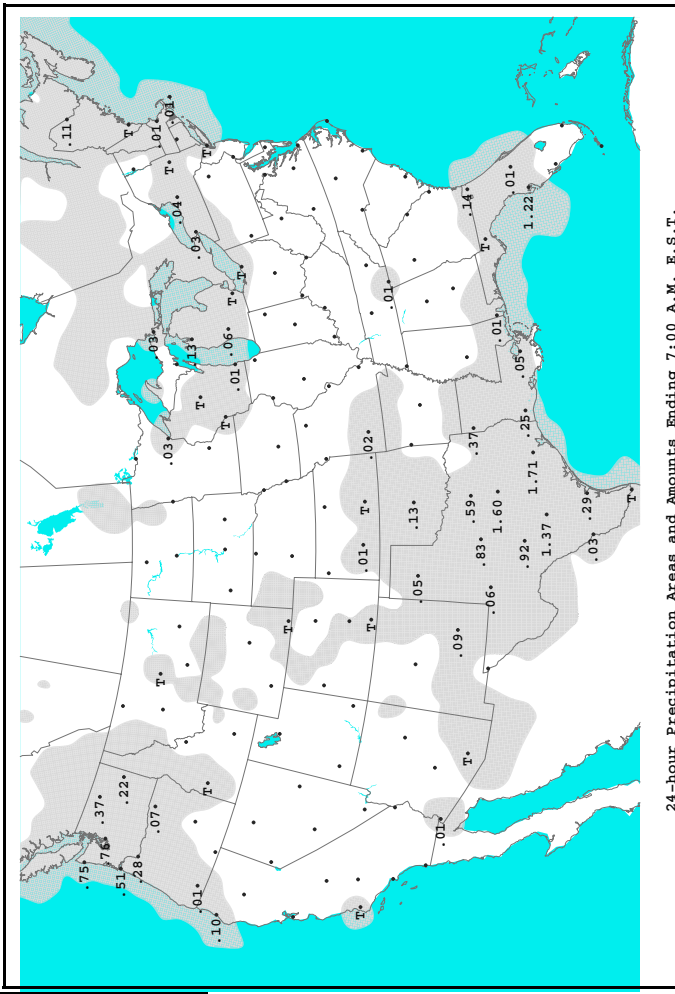 .11
.75
.37
.76
.51
.22
T
.28
.03
.01
.07
T
.03
T
.01
.04
.13
.03
.01
T
T
T
.10
T
.06
T
.01
T
T
T
.01
T
.02
T
.01
.05
.13
.01
.09
T
.14
.59
.37
.83
T
.06
1.60
.01
.01
.05
.92
.25
1.22
1.71
1.37
.29
.03
T
24-hour Precipitation Areas and Amounts Ending 7:00 A.M. E.S.T.